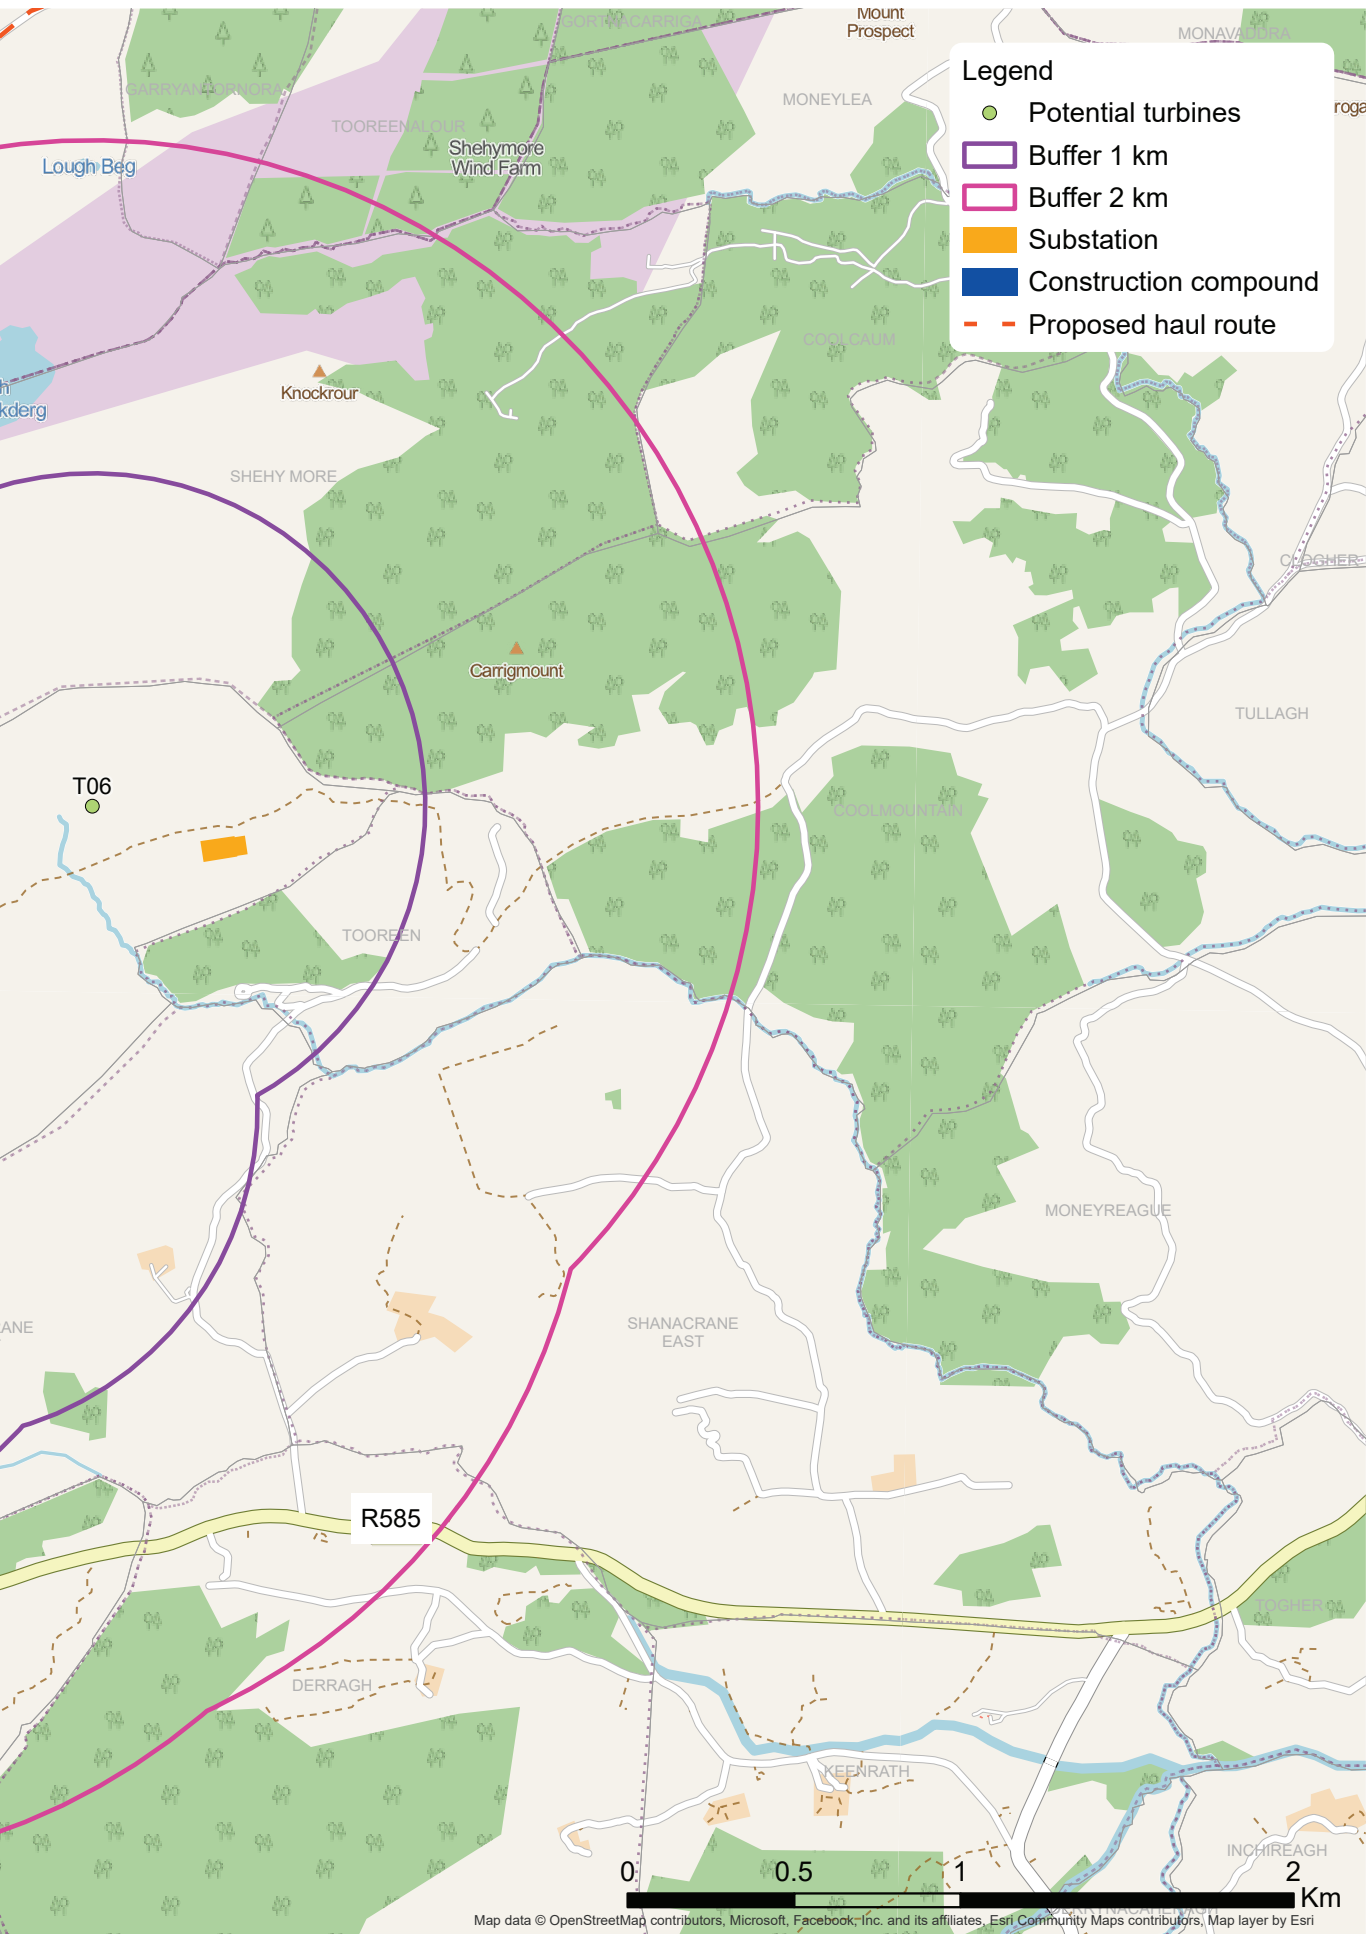 GORTNACARRIGA
Mount
Prospect
MONAVADDRA
Legend
Potential turbines
Buffer 1 km
Buffer 2 km
Substation
Construction compound
Proposed haul route
MONEYLEA
TOOREENALOUR
Shehymore
Wind Farm
Lough Beg
COOLCAUM
Knockrour
kderg
SHEHY MORE
CLOGHER
Carrigmount
TULLAGH
T06
COOLMOUNTAIN
TOOREEN
MONEYREAGUE
SHANACRANE
EAST
ANE
R585
TOGHER
DERRAGH
KEENRATH
INCHIREAGH
0 0.5 1 2
Km
Map data © OpenStreetMap contributors, Microsoft, Facebook, Inc. and its affiliates, Esri Community Maps contributors, Map layer by Esri